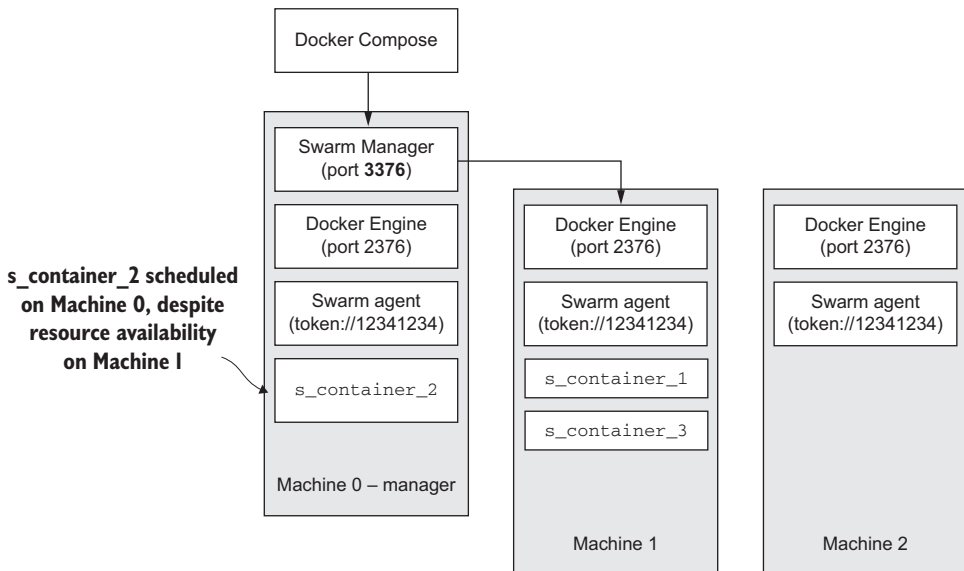 Docker Compose
Swarm Manager
(port 3376)
Docker Engine
(port 2376)
Swarm agent
(token://12341234)
s_container_2
Machine 0 – manager
s_container_2 scheduled
on Machine 0, despite
resource availability
on Machine I
Docker Engine
(port 2376)
Swarm agent
(token://12341234)
s_container_1
s_container_3
Machine 1
Docker Engine
(port 2376)
Swarm agent
(token://12341234)
Machine 2